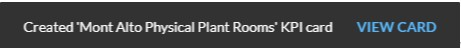 Created 'Mont Alto Physical Plant Rooms' KPI card VIEW CARD